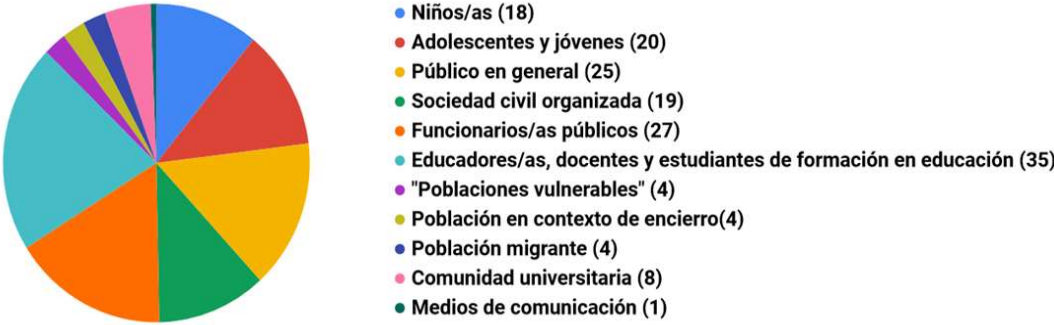 Niños/as (18)
Adolescentes y jóvenes (20)
Público en general (25)
Sociedad civil organizada (19)
Funcionarios/as públicos (27)
Educadores/as, docentes y estudiantes de formación en educación (35)
"Poblaciones vulnerables" (4)
Población en contexto de encierro(4)
Población migrante (4)
Comunidad universitaria (8)
Medios de comunicación (1)